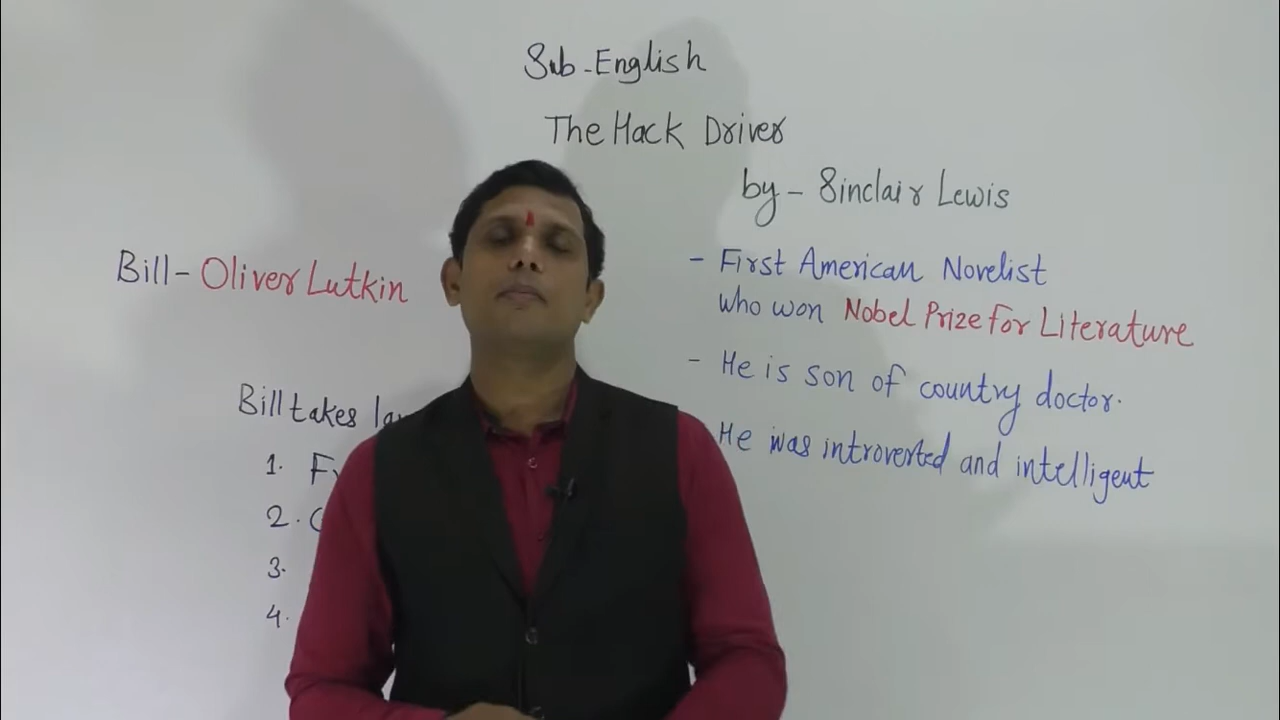 Sub - English
The Hack Driver
by - Sinclair Lewis
Bill - Oliver Lutkin
Bill takes
1.
2.
3.
4.
- First American Novelist
who won Nobel Prize For Literature
- He is son of country doctor.
He was introverted and intelligent